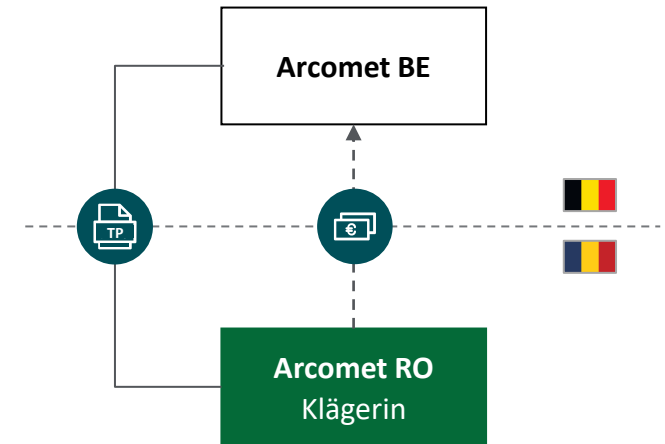 Arcomet BE
TP
€
Arcomet RO
Klägerin